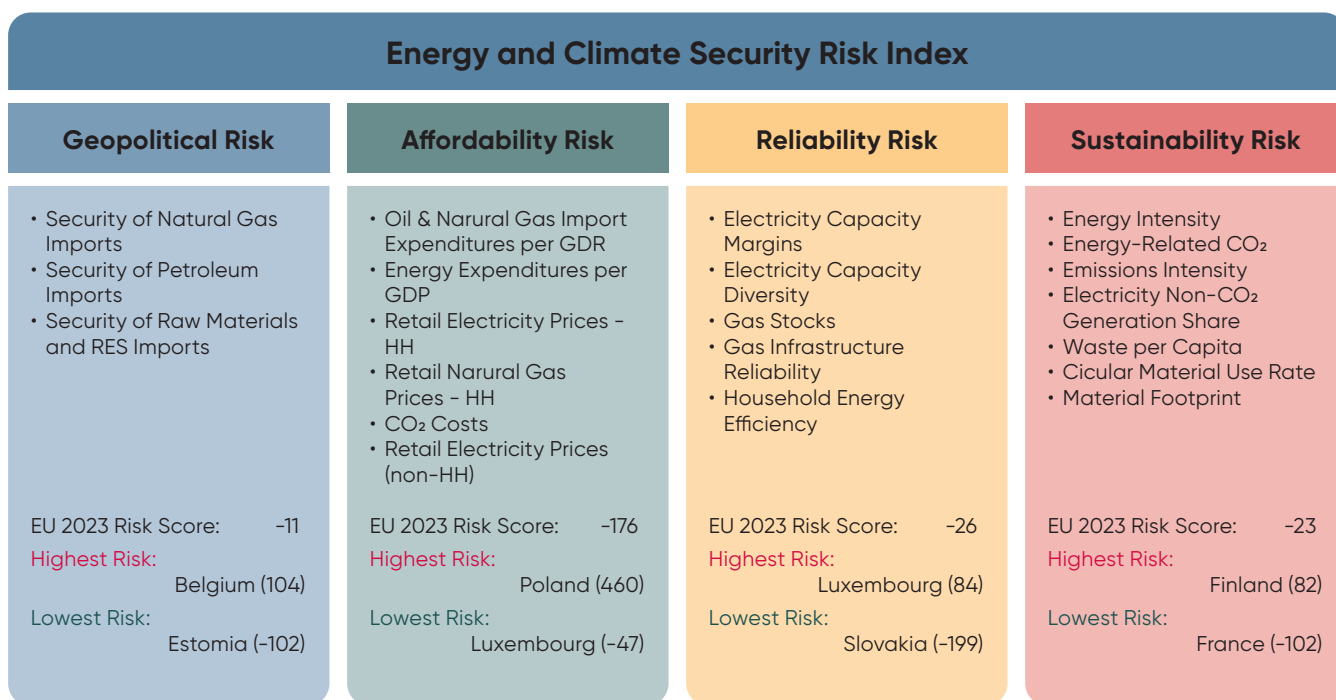 Energy and Climate Security Risk Index
Geopolitical Risk
• Security of Natural Gas
Imports
• Security of Petroleum
Imports
• Security of Raw Materials
and RES Imports
EU 2023 Risk Score: -11
Highest Risk:
Belgium (104)
Lowest Risk:
Estomia (-102)
Affordability Risk
• Oil & Narural Gas Import
Expenditures per GDR
• Energy Expenditures per
GDP
• Retail Electricity Prices -
HH
• Retail Narural Gas
Prices - HH
• CO₂ Costs
• Retail Electricity Prices
(non-HH)
EU 2023 Risk Score: -176
Highest Risk:
Poland (460)
Lowest Risk:
Luxembourg (-47)
Reliability Risk
• Electricity Capacity
Margins
• Electricity Capacity
Diversity
• Gas Stocks
• Gas Infrastructure
Reliability
• Household Energy
Efficiency
EU 2023 Risk Score: -26
Highest Risk:
Luxembourg (84)
Lowest Risk:
Slovakia (-199)
Sustainability Risk
• Energy Intensity
• Energy-Related CO₂
• Emissions Intensity
• Electricity Non-CO₂
Generation Share
• Waste per Capita
• Cicular Material Use Rate
• Material Footprint
EU 2023 Risk Score: -23
Highest Risk:
Finland (82)
Lowest Risk:
France (-102)